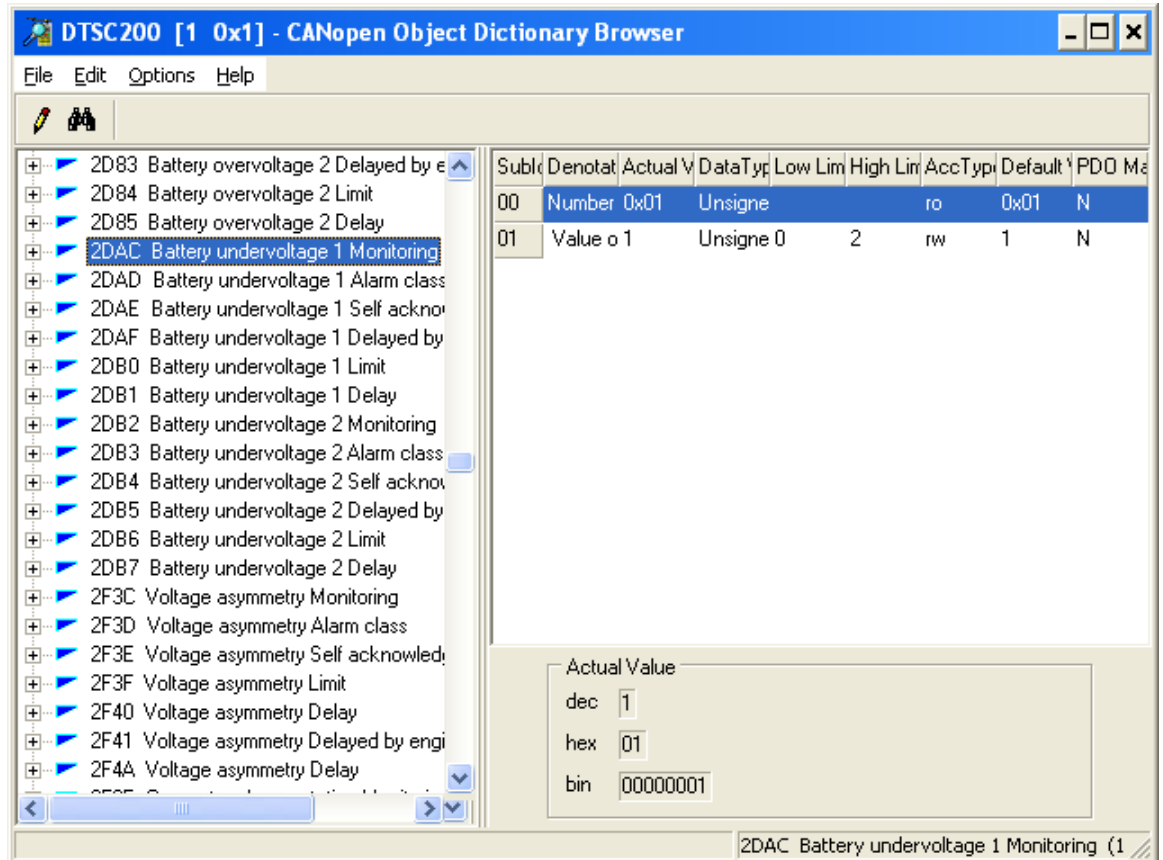 DTSC200 [1 0x1] - CANopen Object Dictionary Browser
File Edit Options Help
2D83 Battery overvoltage 2 Delayed by e
2D84 Battery overvoltage 2 Limit
2D85 Battery overvoltage 2 Delay
2DAC Battery undervoltage 1 Monitoring
2DAD Battery undervoltage 1 Alarm class
2DAE Battery undervoltage 1 Self ackno
2DAF Battery undervoltage 1 Delayed by
2DB0 Battery undervoltage 1 Limit
2DB1 Battery undervoltage 1 Delay
2DB2 Battery undervoltage 2 Monitoring
2DB3 Battery undervoltage 2 Alarm class
2DB4 Battery undervoltage 2 Self ackno
2DB5 Battery undervoltage 2 Delayed by
2DB6 Battery undervoltage 2 Limit
2DB7 Battery undervoltage 2 Delay
2F3C Voltage asymmetry Monitoring
2F3D Voltage asymmetry Alarm class
2F3E Voltage asymmetry Self acknowled
2F3F Voltage asymmetry Limit
2F40 Voltage asymmetry Delay
2F41 Voltage asymmetry Delayed by engi
2F4A Voltage asymmetry Delay
SubI Denotat Actual V DataTyp Low Lim High Lim AccTyp Default PDO Ma
00 Number 0x01 Unsigne ro 0x01 N
01 Value o 1 Unsigne 0 2 rw 1 N
Actual Value
dec 1
hex 01
bin 00000001
2DAC Battery undervoltage 1 Monitoring (1